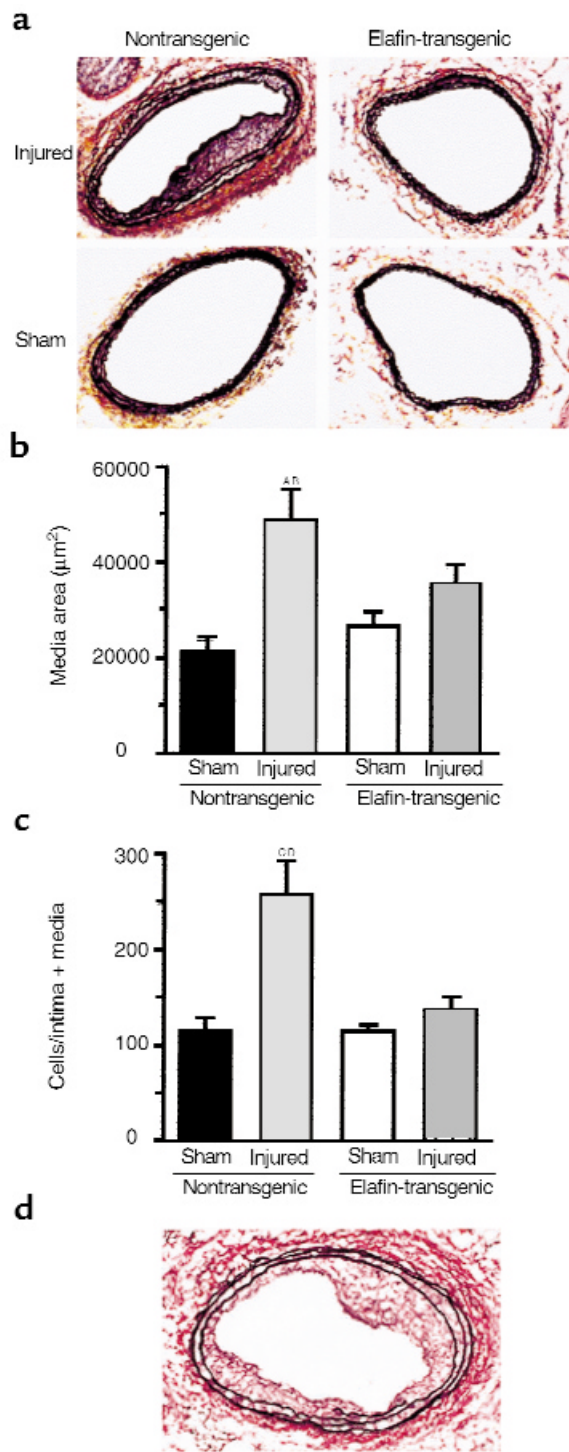 a
Nontransgenic Elafin-transgenic
Injured
Sham
b
Media area (µm²)
60000
40000
20000
0
A B
Sham Injured Sham Injured
Nontransgenic Elafin-transgenic
c
Cells/intima + media
300
200
100
0
C D
Sham Injured Sham Injured
Nontransgenic Elafin-transgenic
d